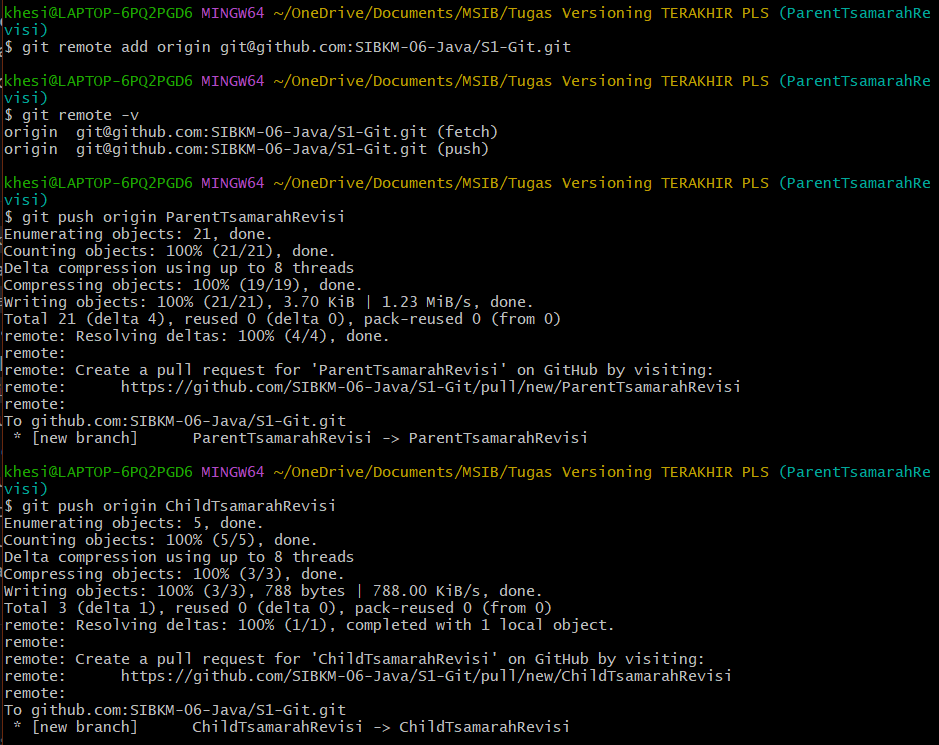 khesi@LAPTOP-6PQ2PGD6 MINGW64 ~/OneDrive/Documents/MSIB/Tugas Versioning TERAKHIR PLS (ParentTsamarahRe
visi)
$ git remote add origin git@github.com:SIBKM-06-Java/S1-Git.git
khesi@LAPTOP-6PQ2PGD6 MINGW64 ~/OneDrive/Documents/MSIB/Tugas Versioning TERAKHIR PLS (ParentTsamarahRe
visi)
$ git remote -v
origin  git@github.com:SIBKM-06-Java/S1-Git.git (fetch)
origin  git@github.com:SIBKM-06-Java/S1-Git.git (push)
khesi@LAPTOP-6PQ2PGD6 MINGW64 ~/OneDrive/Documents/MSIB/Tugas Versioning TERAKHIR PLS (ParentTsamarahRe
visi)
$ git push origin ParentTsamarahRevisi
Enumerating objects: 21, done.
Counting objects: 100% (21/21), done.
Delta compression using up to 8 threads
Compressing objects: 100% (19/19), done.
Writing objects: 100% (21/21), 3.70 KiB | 1.23 MiB/s, done.
Total 21 (delta 4), reused 0 (delta 0), pack-reused 0 (from 0)
remote: Resolving deltas: 100% (4/4), done.
remote:
remote: Create a pull request for 'ParentTsamarahRevisi' on GitHub by visiting:
remote:      https://github.com/SIBKM-06-Java/S1-Git/pull/new/ParentTsamarahRevisi
remote:
To github.com:SIBKM-06-Java/S1-Git.git
 * [new branch]      ParentTsamarahRevisi -> ParentTsamarahRevisi
khesi@LAPTOP-6PQ2PGD6 MINGW64 ~/OneDrive/Documents/MSIB/Tugas Versioning TERAKHIR PLS (ParentTsamarahRe
visi)
$ git push origin ChildTsamarahRevisi
Enumerating objects: 5, done.
Counting objects: 100% (5/5), done.
Delta compression using up to 8 threads
Compressing objects: 100% (3/3), done.
Writing objects: 100% (3/3), 788 bytes | 788.00 KiB/s, done.
Total 3 (delta 1), reused 0 (delta 0), pack-reused 0 (from 0)
remote: Resolving deltas: 100% (1/1), completed with 1 local object.
remote:
remote: Create a pull request for 'ChildTsamarahRevisi' on GitHub by visiting:
remote:      https://github.com/SIBKM-06-Java/S1-Git/pull/new/ChildTsamarahRevisi
remote:
To github.com:SIBKM-06-Java/S1-Git.git
 * [new branch]      ChildTsamarahRevisi -> ChildTsamarahRevisi